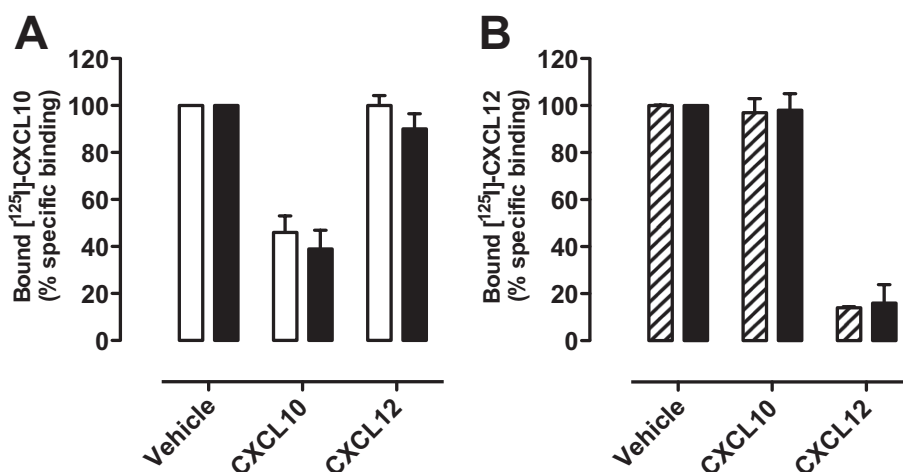 A
Bound [¹²⁵I]-CXCL10
(% specific binding)
120
100
80
60
40
20
0
Vehicle
CXCL10
CXCL12
B
Bound [¹²⁵I]-CXCL12
(% specific binding)
120
100
80
60
40
20
0
Vehicle
CXCL10
CXCL12